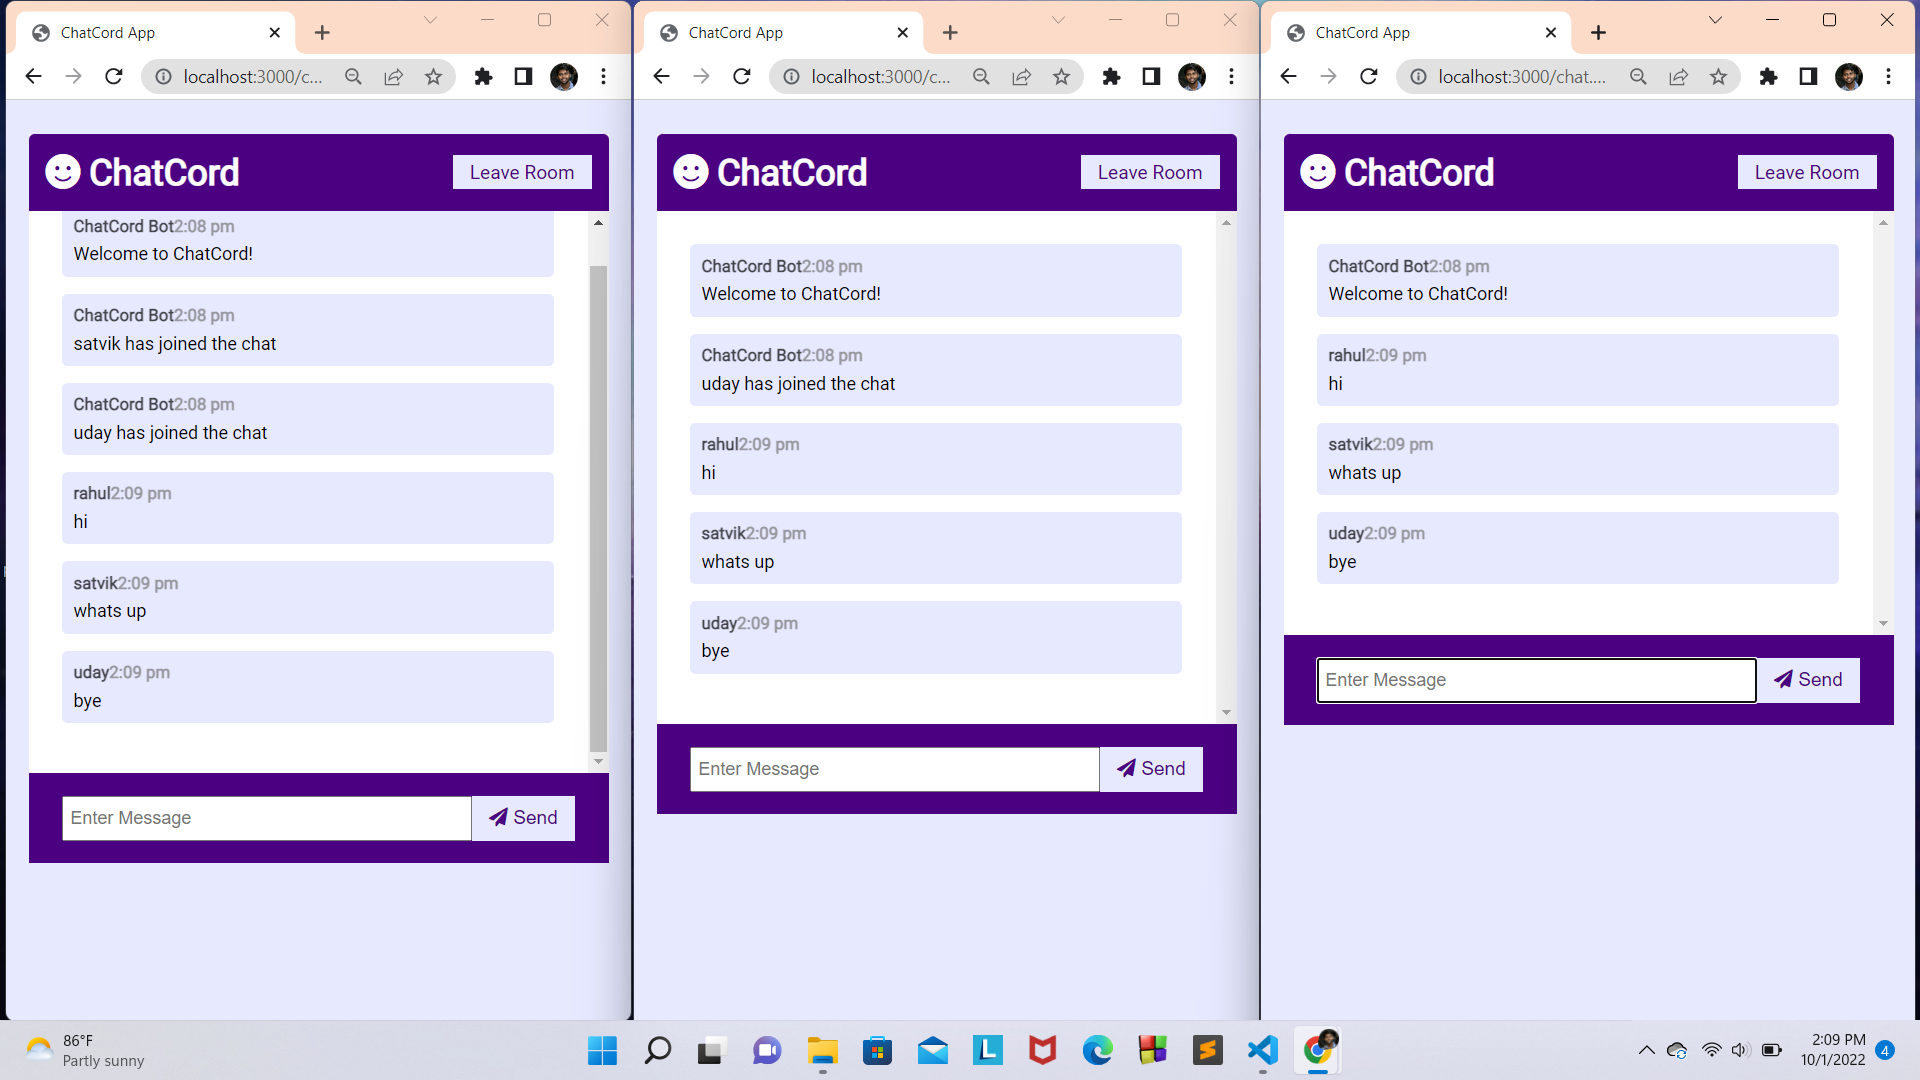 ChatCord App
localhost:3000/c...
ChatCord
Leave Room
ChatCord Bot2:08 pm
Welcome to ChatCord!
ChatCord Bot2:08 pm
satvik has joined the chat
ChatCord Bot2:08 pm
uday has joined the chat
rahul2:09 pm
hi
satvik2:09 pm
whats up
uday2:09 pm
bye
Enter Message
Send
ChatCord App
localhost:3000/c...
ChatCord
Leave Room
ChatCord Bot2:08 pm
Welcome to ChatCord!
ChatCord Bot2:08 pm
uday has joined the chat
rahul2:09 pm
hi
satvik2:09 pm
whats up
uday2:09 pm
bye
Enter Message
Send
ChatCord App
localhost:3000/chat....
ChatCord
Leave Room
ChatCord Bot2:08 pm
Welcome to ChatCord!
rahul2:09 pm
hi
satvik2:09 pm
whats up
uday2:09 pm
bye
Enter Message
Send
86°F
Partly sunny
L
2:09 PM
10/1/2022
4